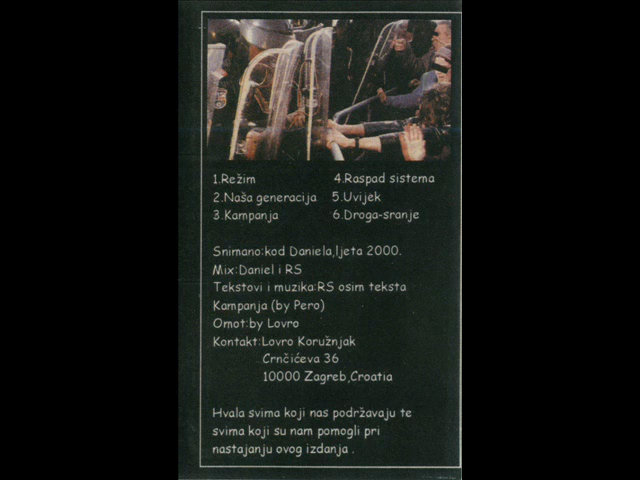 1.Režim
2.Naša generacija
3.Kampanja
4.Raspad sistema
5.Uvijek
6.Droga-sranje
Snimano:kod Daniela,ljeta 2000.
Mix:Daniel i RS
Tekstovi i muzika:RS osim teksta
Kampanja (by Pero)
Omot:by Lovro
Kontakt:Lovro Koružnjak
Crnčićeva 36
10000 Zagreb,Croatia
Hvala svima koji nas podržavaju te
svima koji su nam pomogli pri
nastajanju ovog izdanja .